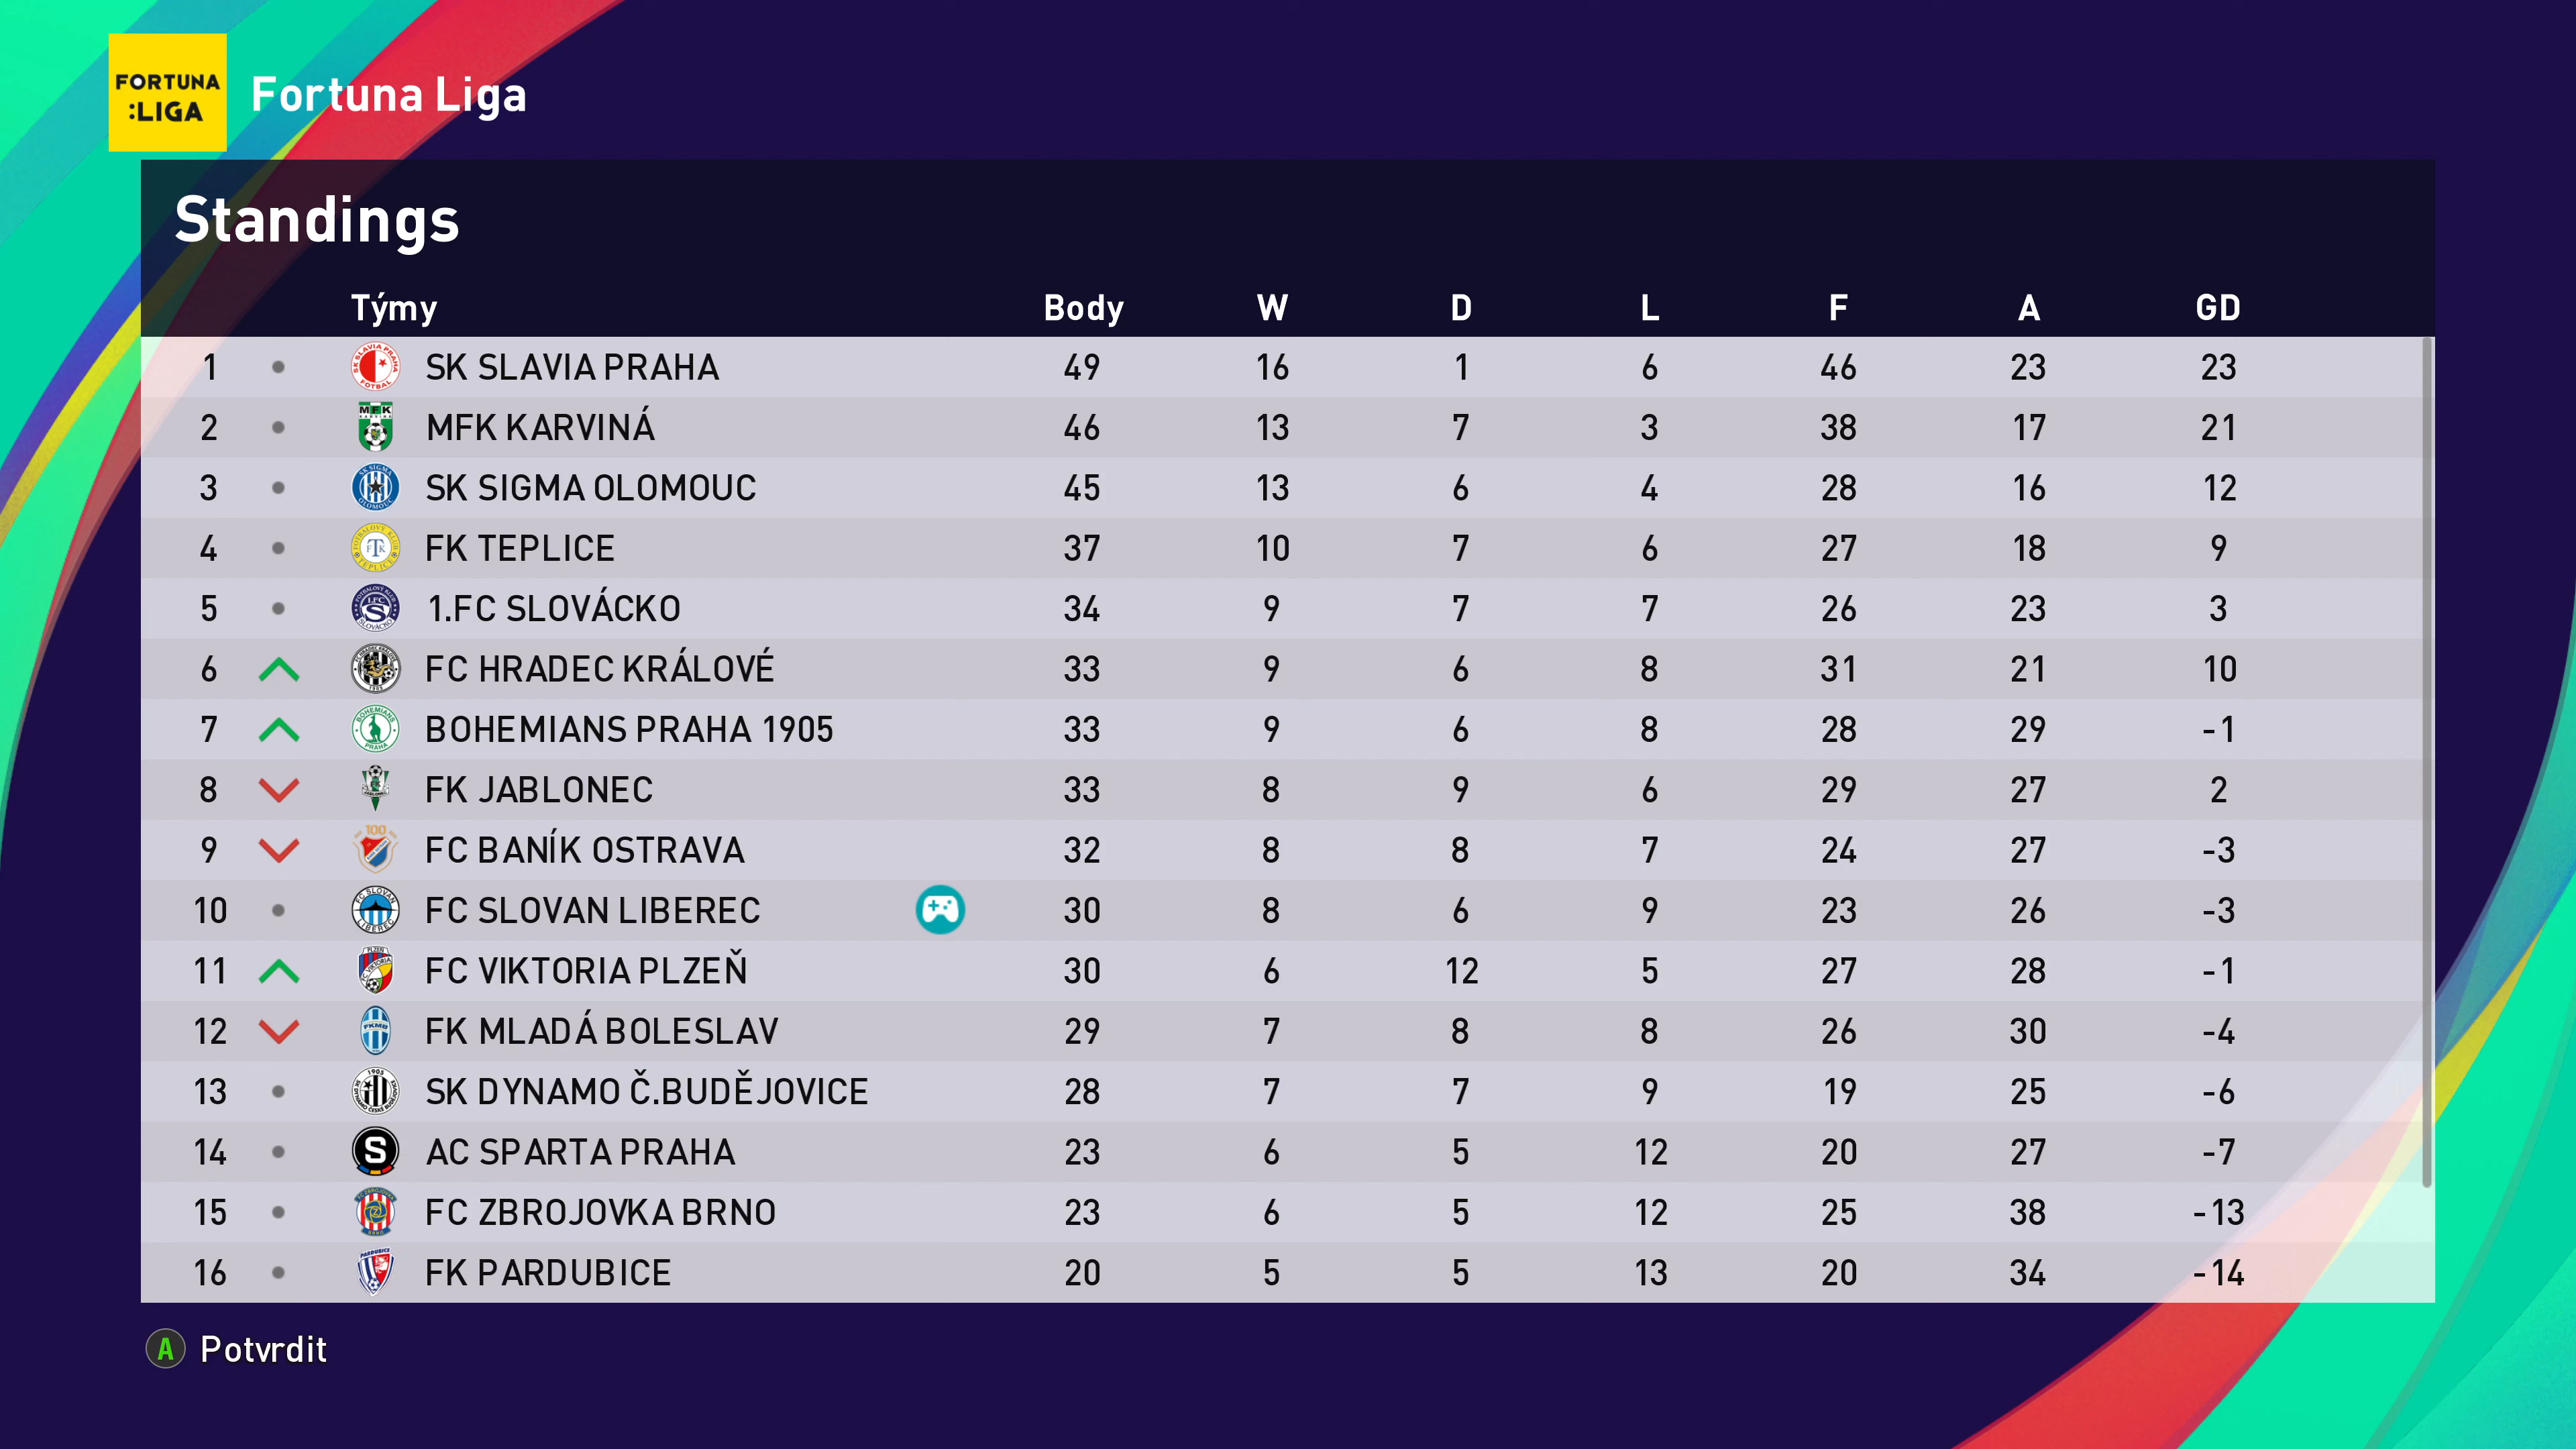 FORTUNA
:LIGA
Fortuna Liga
Standings
Týmy Body W D L F A GD
1 SK SLAVIA PRAHA 49 16 1 6 46 23 23
2 MFK KARVINÁ 46 13 7 3 38 17 21
3 SK SIGMA OLOMOUC 45 13 6 4 28 16 12
4 FK TEPLICE 37 10 7 6 27 18 9
5 1.FC SLOVÁCKO 34 9 7 7 26 23 3
6 FC HRADEC KRÁLOVÉ 33 9 6 8 31 21 10
7 BOHEMIANS PRAHA 1905 33 9 6 8 28 29 -1
8 FK JABLONEC 33 8 9 6 29 27 2
9 FC BANÍK OSTRAVA 32 8 8 7 24 27 -3
10 FC SLOVAN LIBEREC 30 8 6 9 23 26 -3
11 FC VIKTORIA PLZEŇ 30 6 12 5 27 28 -1
12 FK MLADÁ BOLESLAV 29 7 8 8 26 30 -4
13 SK DYNAMO Č.BUDĚJOVICE 28 7 7 9 19 25 -6
14 AC SPARTA PRAHA 23 6 5 12 20 27 -7
15 FC ZBROJOVKA BRNO 23 6 5 12 25 38 -13
16 FK PARDUBICE 20 5 5 13 20 34 -14
A Potvrdit